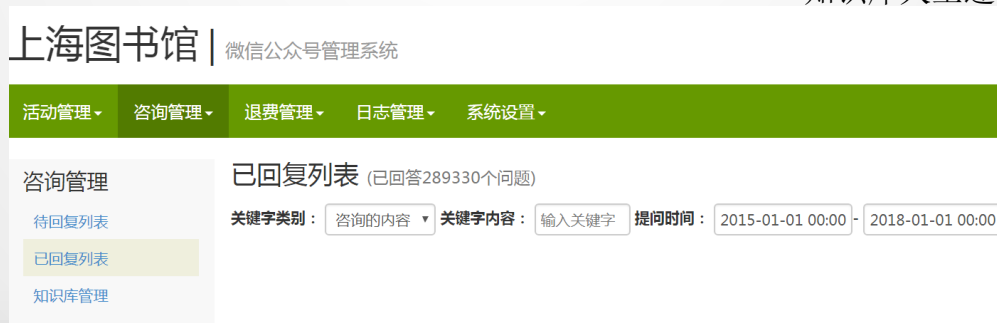 上海图书馆 | 微信公众号管理系统
活动管理 咨询管理 退费管理 日志管理 系统设置
咨询管理
待回复列表
已回复列表
知识库管理
已回复列表 (已回答289330个问题)
关键字类别： 咨询的内容 关键字内容： 输入关键字 提问时间： 2015-01-01 00:00 - 2018-01-01 00:00